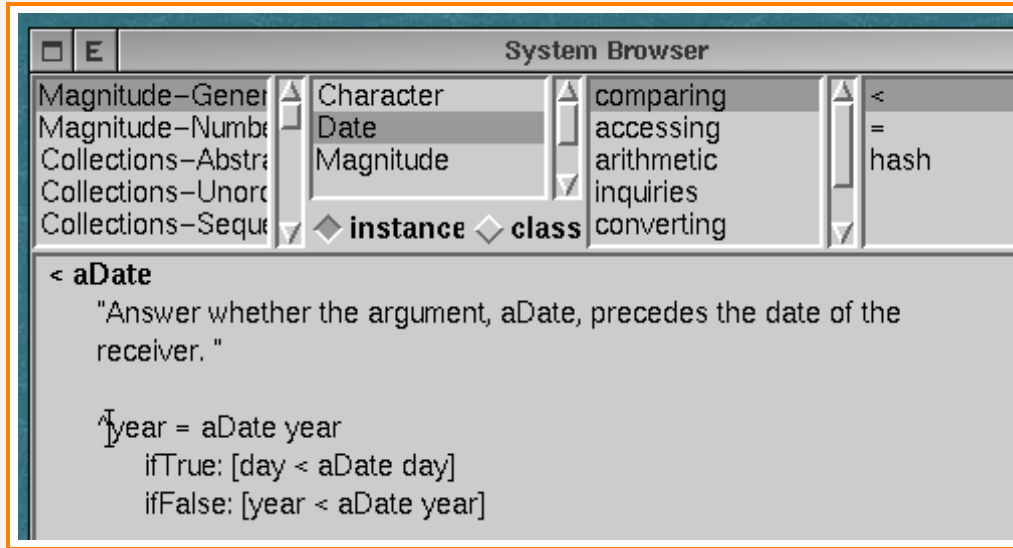 E System Browser
Magnitude–Gener
Magnitude–Numbe
Collections–Abstra
Collections–Unord
Collections–Seque
Character
Date
Magnitude
instance class
comparing
accessing
arithmetic
inquiries
converting
<
=
hash
< aDate
"Answer whether the argument, aDate, precedes the date of the
receiver. "
^year = aDate year
ifTrue: [day < aDate day]
ifFalse: [year < aDate year]